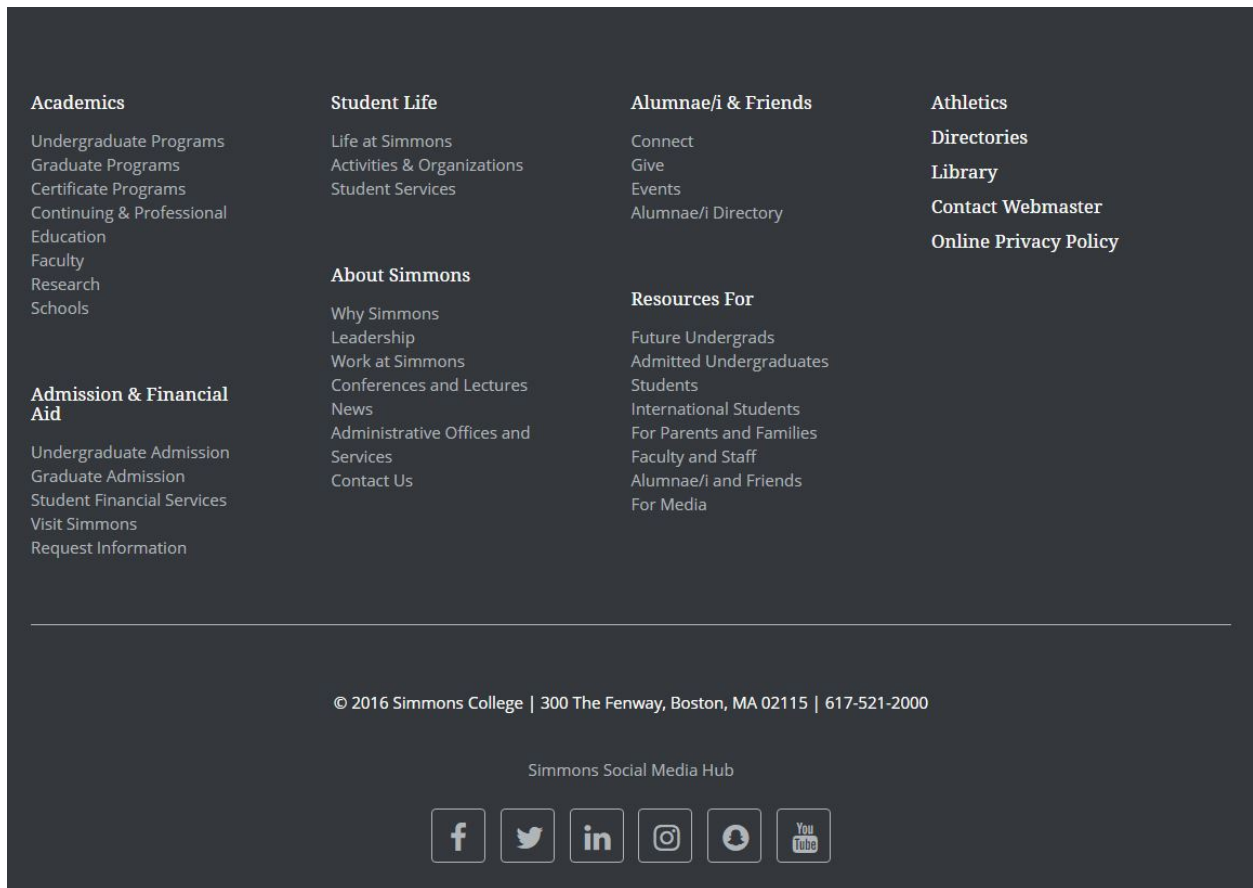 Academics
Undergraduate Programs
Graduate Programs
Certificate Programs
Continuing & Professional
Education
Faculty
Research
Schools
Admission & Financial
Aid
Undergraduate Admission
Graduate Admission
Student Financial Services
Visit Simmons
Request Information
Student Life
Life at Simmons
Activities & Organizations
Student Services
About Simmons
Why Simmons
Leadership
Work at Simmons
Conferences and Lectures
News
Administrative Offices and
Services
Contact Us
Alumnae/i & Friends
Connect
Give
Events
Alumnae/i Directory
Resources For
Future Undergrads
Admitted Undergraduates
Students
International Students
For Parents and Families
Faculty and Staff
Alumnae/i and Friends
For Media
Athletics
Directories
Library
Contact Webmaster
Online Privacy Policy
© 2016 Simmons College | 300 The Fenway, Boston, MA 02115 | 617-521-2000
Simmons Social Media Hub
You
Tube